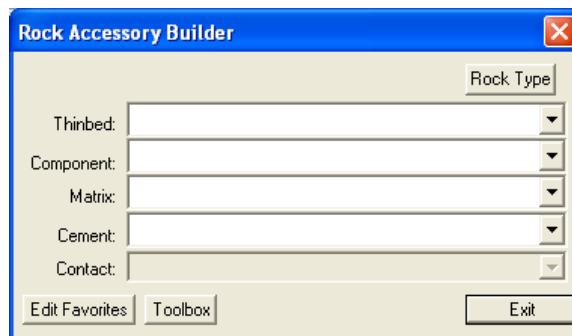 Rock Accessory Builder
Rock Type
Thinbed:
Component:
Matrix:
Cement:
Contact:
Edit Favorites Toolbox Exit